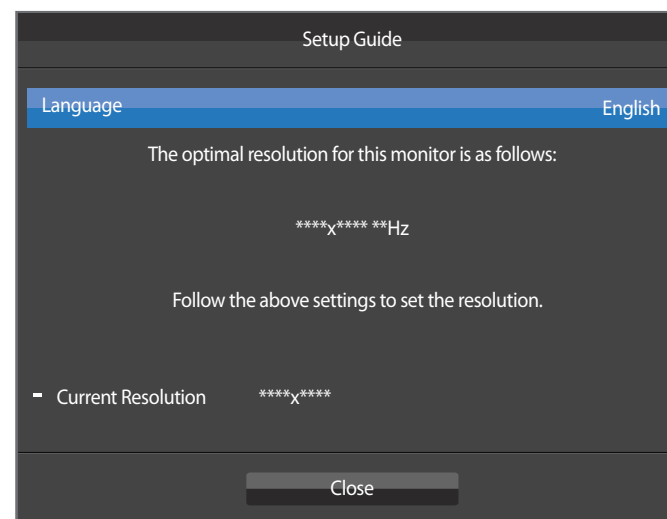 Setup Guide
Language English
The optimal resolution for this monitor is as follows:
****x**** **Hz
Follow the above settings to set the resolution.
- Current Resolution ****x****
Close